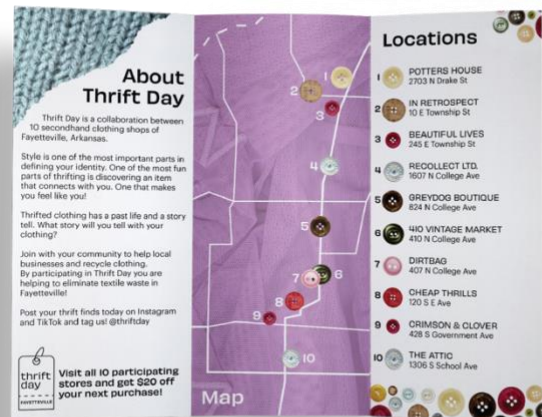 About
Thrift Day
Thrift Day is a collaboration between
10 secondhand clothing shops of
Fayetteville, Arkansas.
Style is one of the most important parts in
defining your identity. One of the most fun
parts of thrifting is discovering an item
that connects with you. One that makes
you feel like you!
Thrifted clothing has a past life and a story
tell. What story will you tell with your
clothing?
Join with your community to help local
businesses and recycle clothing.
By participating in Thrift Day you are
helping to eliminate textile waste in
Fayetteville!
Post your thrift finds today on Instagram
and TikTok and tag us! @thriftday
thrift
day
FAYETTEVILLE
Visit all 10 participating
stores and get $20 off
your next purchase!
1
2
3
4
5
6
7
8
9
10
Map
Locations
1 POTTERS HOUSE
2703 N Drake St
2 IN RETROSPECT
10 E Township St
3 BEAUTIFUL LIVES
245 E Township St
4 RECOLLECT LTD.
1607 N College Ave
5 GREYDOG BOUTIQUE
824 N College Ave
6 410 VINTAGE MARKET
410 N College Ave
7 DIRTBAG
407 N College Ave
8 CHEAP THRILLS
120 S E Ave
9 CRIMSON & CLOVER
428 S Government Ave
10 THE ATTIC
1306 S School Ave